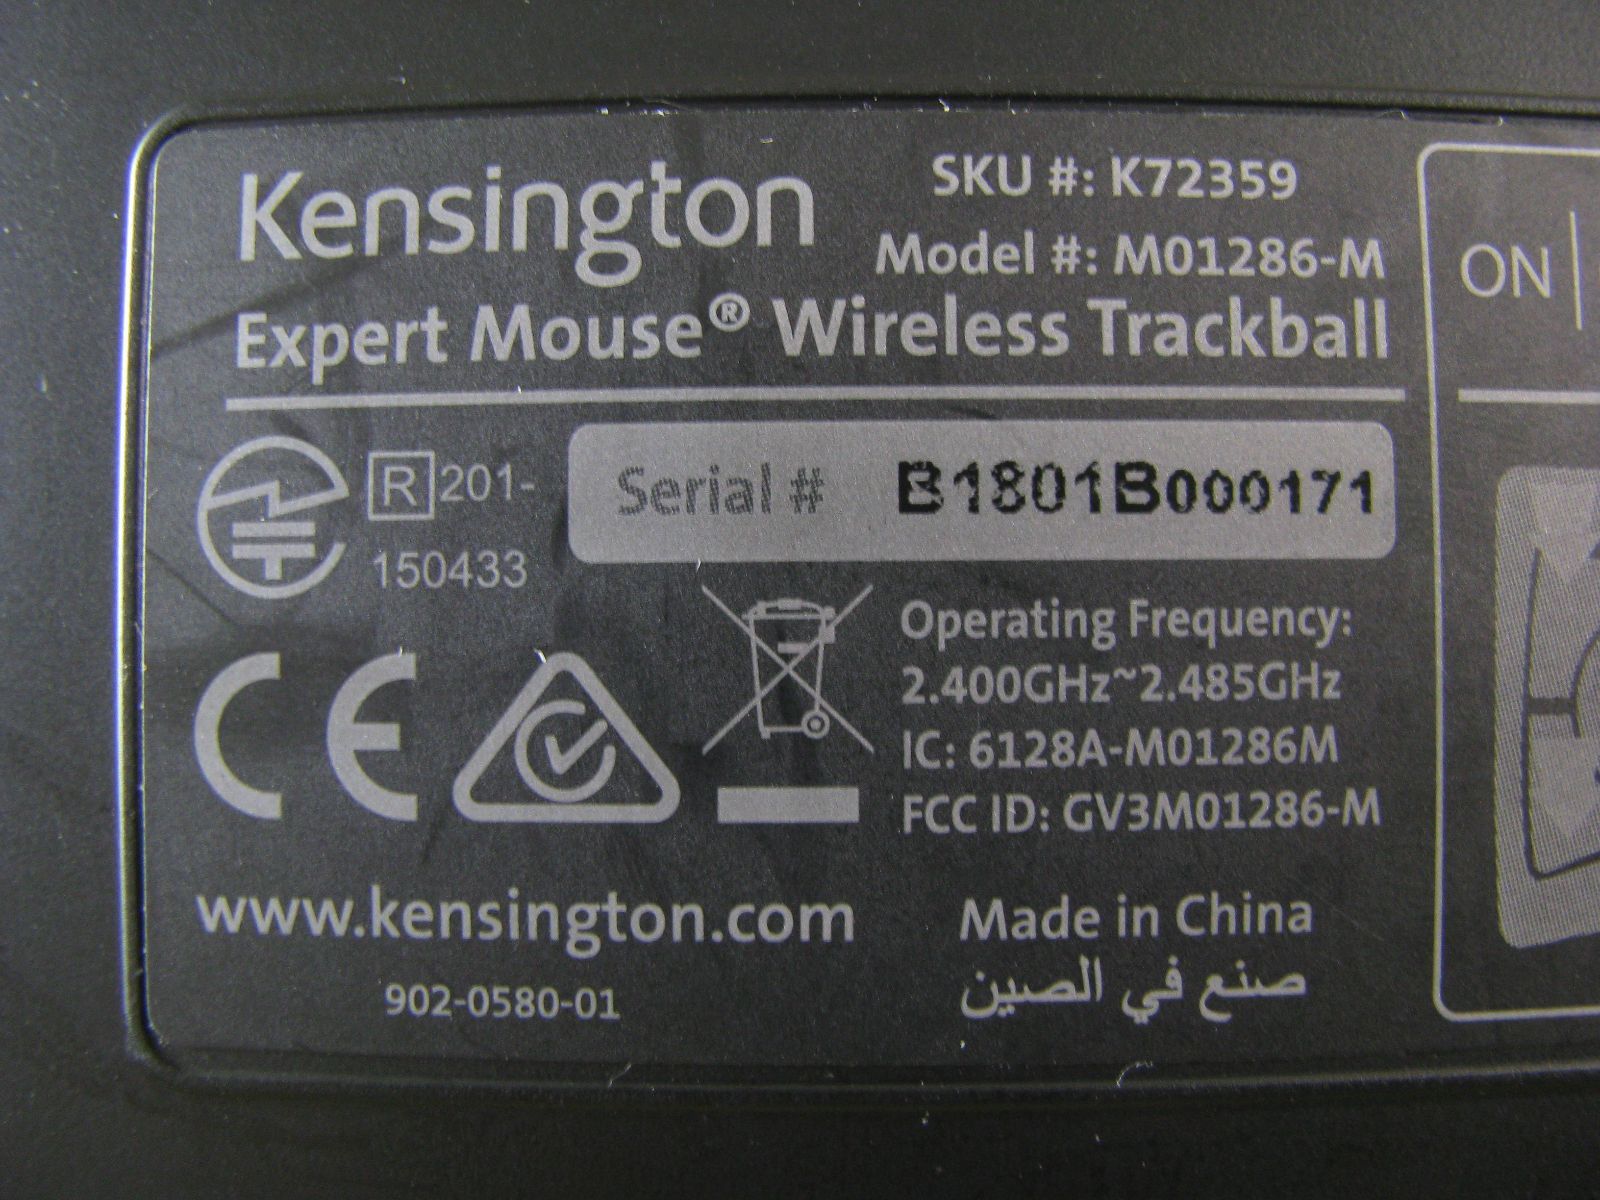 Kensington
SKU #: K72359
Model #: M01286-M
Expert Mouse® Wireless Trackball
R 201-
150433
Serial # B1801B000171
CE
Operating Frequency:
2.400GHz~2.485GHz
IC: 6128A-M01286M
FCC ID: GV3M01286-M
www.kensington.com
Made in China
صنع في الصين
902-0580-01
ON